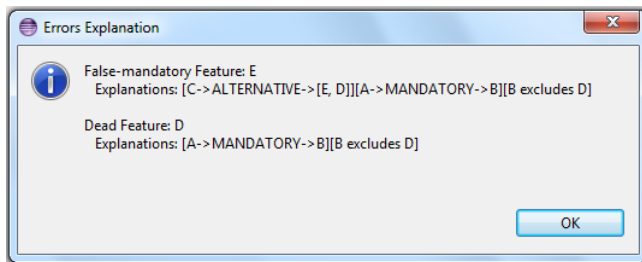 Errors Explanation
False-mandatory Feature: E
Explanations: [C->ALTERNATIVE->[E, D]][A->MANDATORY->B][B excludes D]
Dead Feature: D
Explanations: [A->MANDATORY->B][B excludes D]
OK